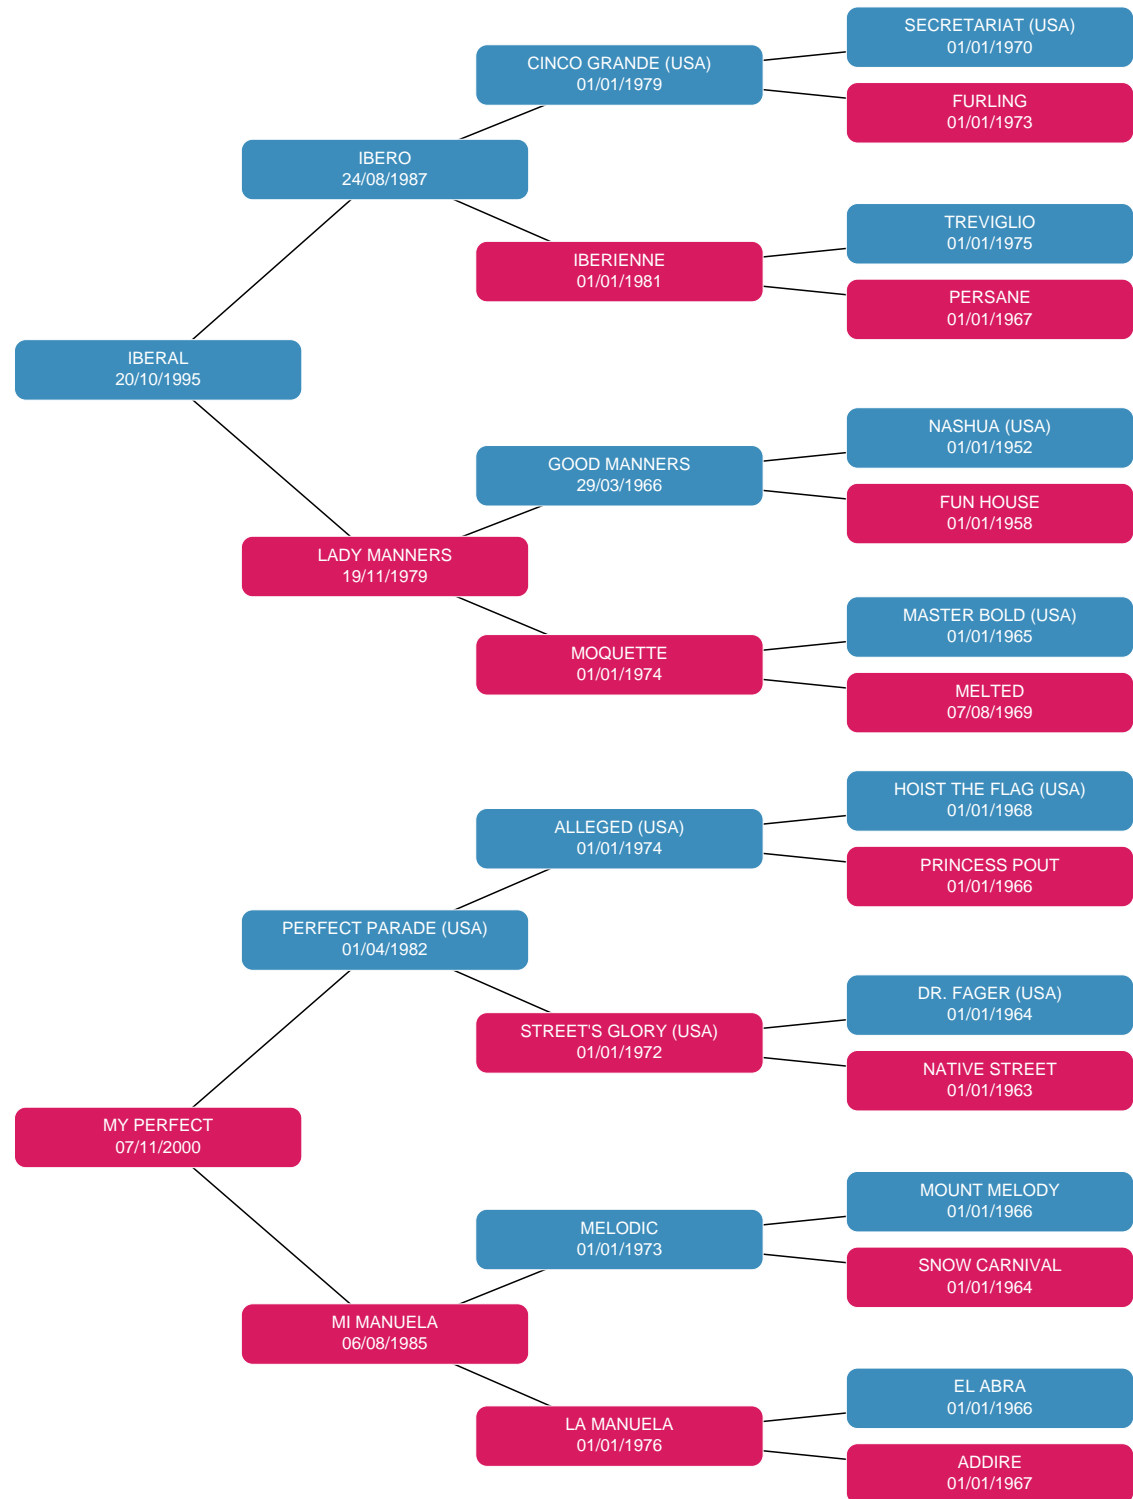 SECRETARIAT (USA)
01/01/1970
CINCO GRANDE (USA)
01/01/1979
FURLING
01/01/1973
IBERO
24/08/1987
TREVIGLIO
01/01/1975
IBERIENNE
01/01/1981
PERSANE
01/01/1967
IBERAL
20/10/1995
NASHUA (USA)
01/01/1952
GOOD MANNERS
29/03/1966
FUN HOUSE
01/01/1958
LADY MANNERS
19/11/1979
MASTER BOLD (USA)
01/01/1965
MOQUETTE
01/01/1974
MELTED
07/08/1969
HOIST THE FLAG (USA)
01/01/1968
ALLEGED (USA)
01/01/1974
PRINCESS POUT
01/01/1966
PERFECT PARADE (USA)
01/04/1982
DR. FAGER (USA)
01/01/1964
STREET'S GLORY (USA)
01/01/1972
NATIVE STREET
01/01/1963
MY PERFECT
07/11/2000
MOUNT MELODY
01/01/1966
MELODIC
01/01/1973
SNOW CARNIVAL
01/01/1964
MI MANUELA
06/08/1985
EL ABRA
01/01/1966
LA MANUELA
01/01/1976
ADDIRE
01/01/1967